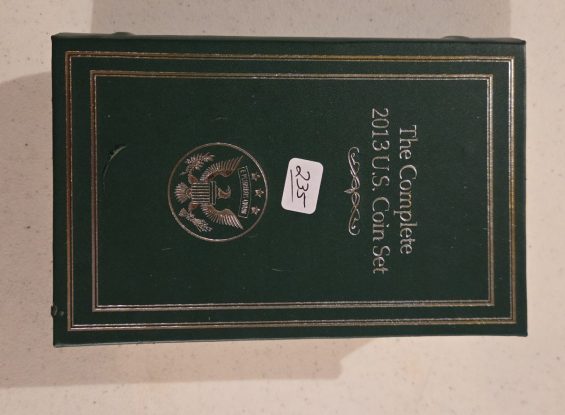 The Complete
2013 U.S. Coin Set
235